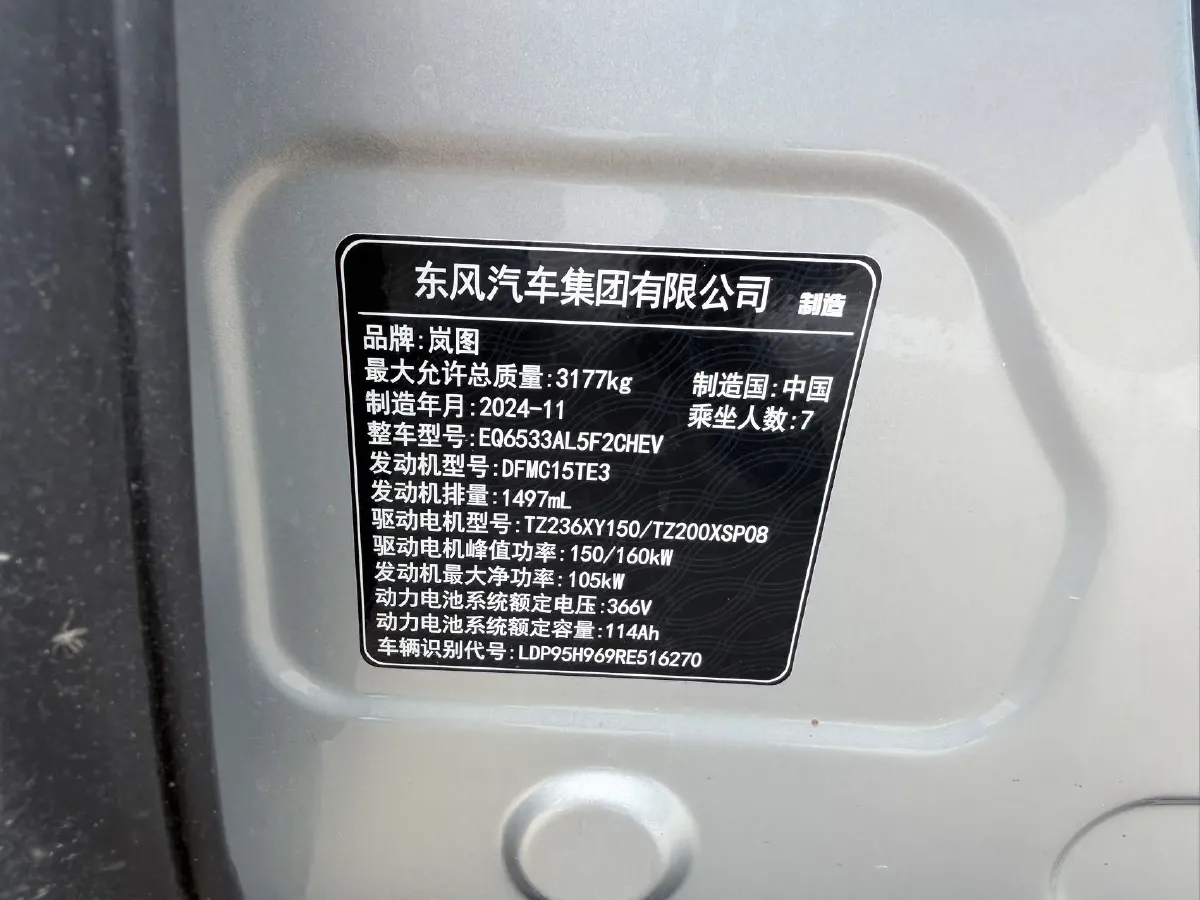 东风汽车集团有限公司 制造
品牌:岚图
最大允许总质量:3177kg 制造国:中国
制造年月:2024-11 乘坐人数:7
整车型号:EQ6533AL5F2CHEV
发动机型号:DFMC15TE3
发动机排量:1497mL
驱动电机型号:TZ236XY150/TZ200XSP08
驱动电机峰值功率:150/160kW
发动机最大净功率:105kW
动力电池系统额定电压:366V
动力电池系统额定容量:114Ah
车辆识别代号:LDP95H969RE516270